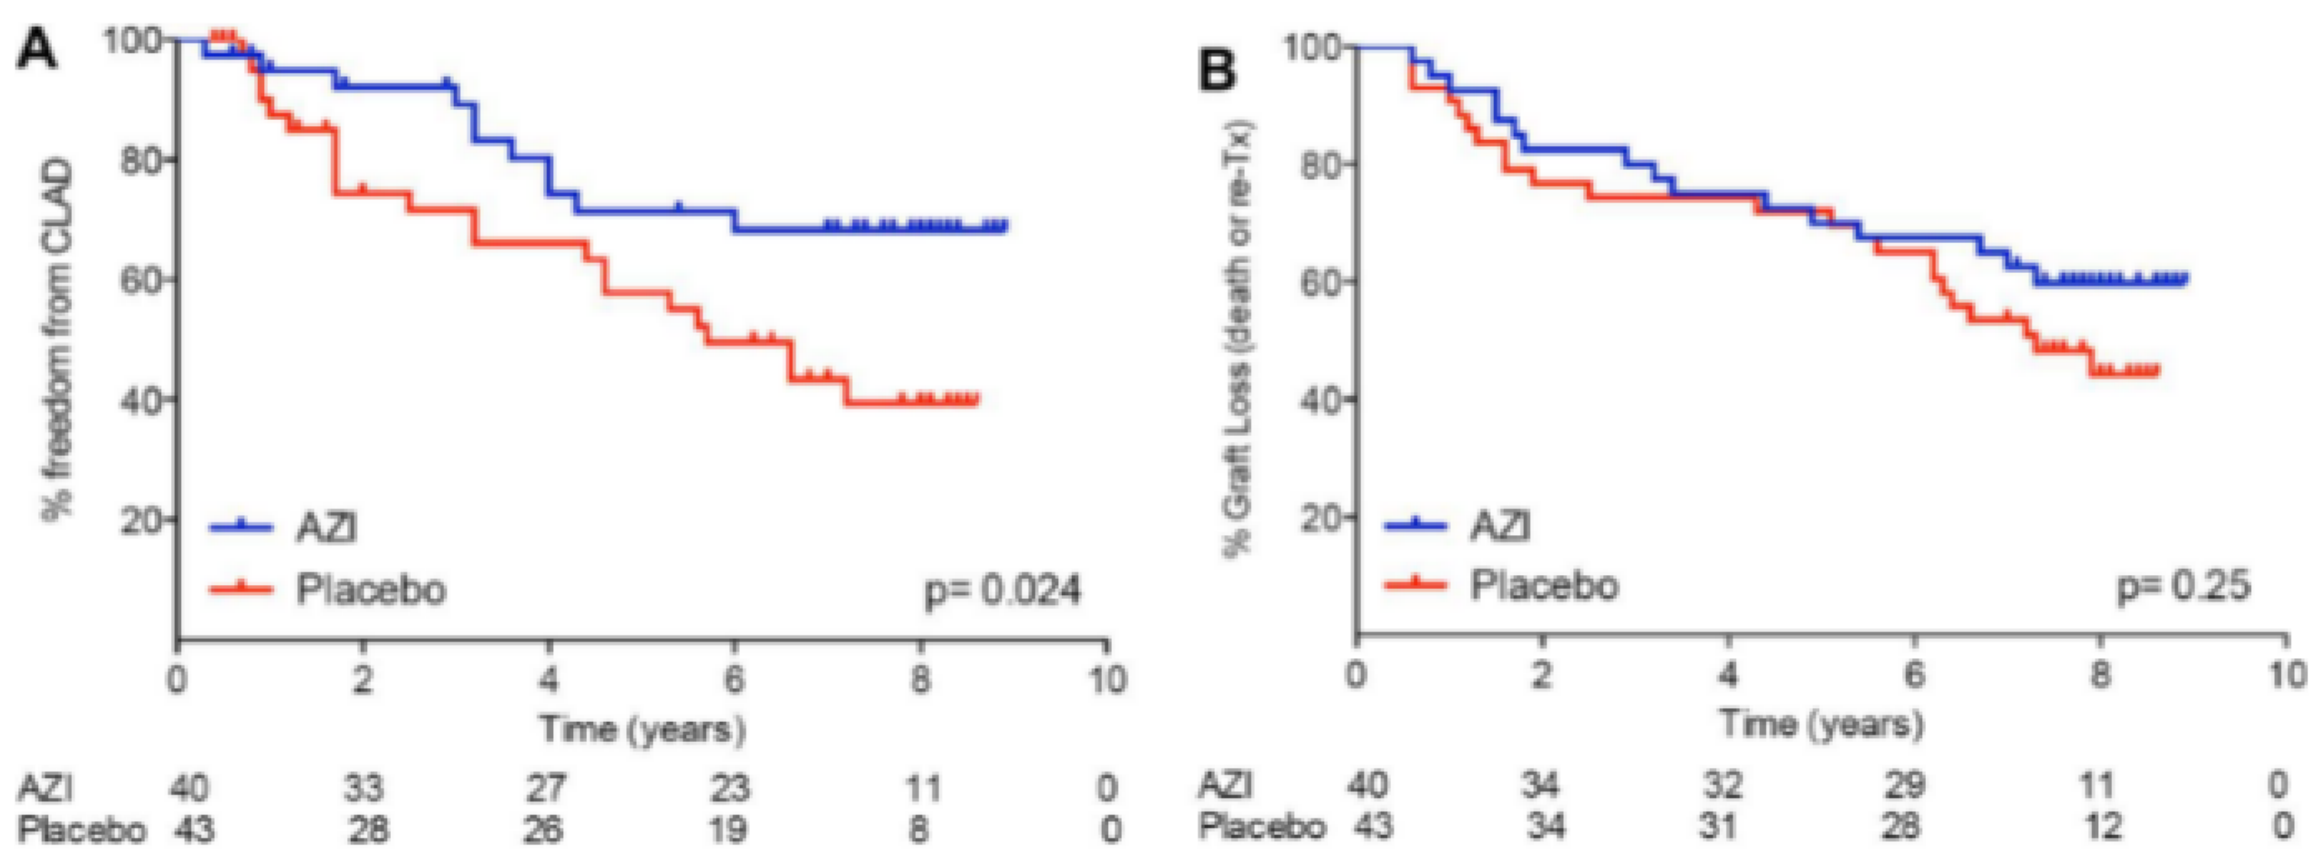 A
% freedom from CLAD
100
80
60
40
20
AZI
Placebo
p= 0.024
0 2 4 6 8 10
Time (years)
AZI 40 33 27 23 11 0
Placebo 43 28 26 19 8 0
B
% Graft Loss (death or re-Tx)
100
80
60
40
20
AZI
Placebo
p= 0.25
0 2 4 6 8 10
Time (years)
AZI 40 34 32 29 11 0
Placebo 43 34 31 28 12 0